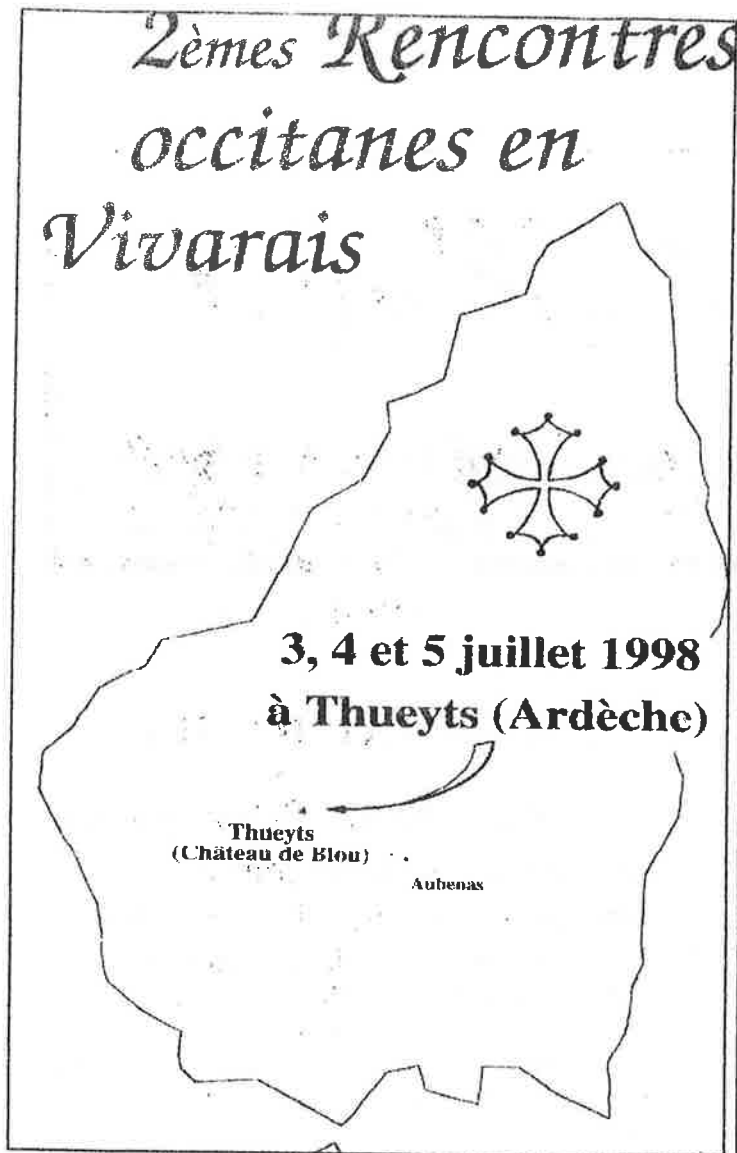 2èmes Rencontres
occitanes en
Vivarais
3, 4 et 5 juillet 1998
à Thueyts (Ardèche)
Thueyts
(Château de Blou)
Aubenas